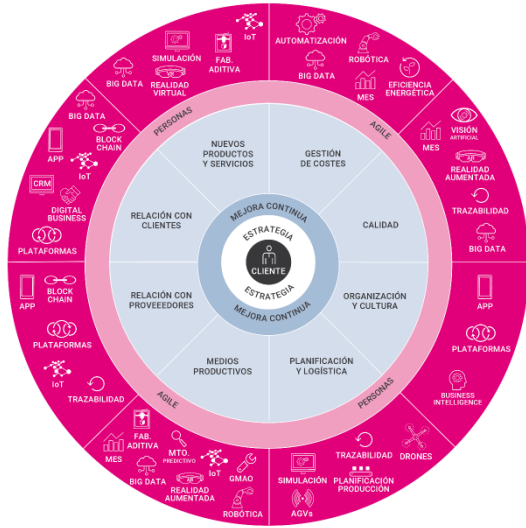 IoT
SIMULACIÓN
FAB.
ADITIVA
BIG DATA
REALIDAD
VIRTUAL
AUTOMATIZACIÓN
ROBÓTICA
BIG DATA
MES
EFICIENCIA
ENERGÉTICA
BIG DATA
BLOCK
CHAIN
APP
IoT
CRM
DIGITAL
BUSINESS
PLATAFORMAS
MES
VISIÓN
ARTIFICIAL
REALIDAD
AUMENTADA
TRAZABILIDAD
BIG DATA
PERSONAS
AGILE
NUEVOS
PRODUCTOS
Y SERVICIOS
GESTIÓN
DE COSTES
RELACIÓN CON
CLIENTES
CALIDAD
MEJORA CONTINUA
ESTRATEGIA
CLIENTE
ESTRATEGIA
MEJORA CONTINUA
RELACIÓN CON
PROVEEEDORES
ORGANIZACIÓN
Y CULTURA
MEDIOS
PRODUCTIVOS
PLANIFICACIÓN
Y LOGÍSTICA
AGILE
PERSONAS
APP
BLOCK
CHAIN
PLATAFORMAS
IoT
TRAZABILIDAD
APP
PLATAFORMAS
BUSINESS
INTELLIGENCE
MES
FAB.
ADITIVA
MTO.
PREDICTIVO
BIG DATA
IoT
REALIDAD
AUMENTADA
GMAO
ROBÓTICA
SIMULACIÓN
TRAZABILIDAD
DRONES
PLANIFICACIÓN
PRODUCCIÓN
AGVs